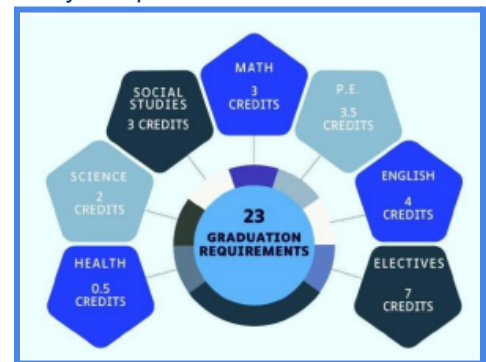 MATH
3
CREDITS
SOCIAL
STUDIES
3 CREDITS
P.E.
3.5
CREDITS
SCIENCE
2
CREDITS
ENGLISH
4
CREDITS
23
GRADUATION
REQUIREMENTS
HEALTH
0.5
CREDITS
ELECTIVES
7
CREDITS